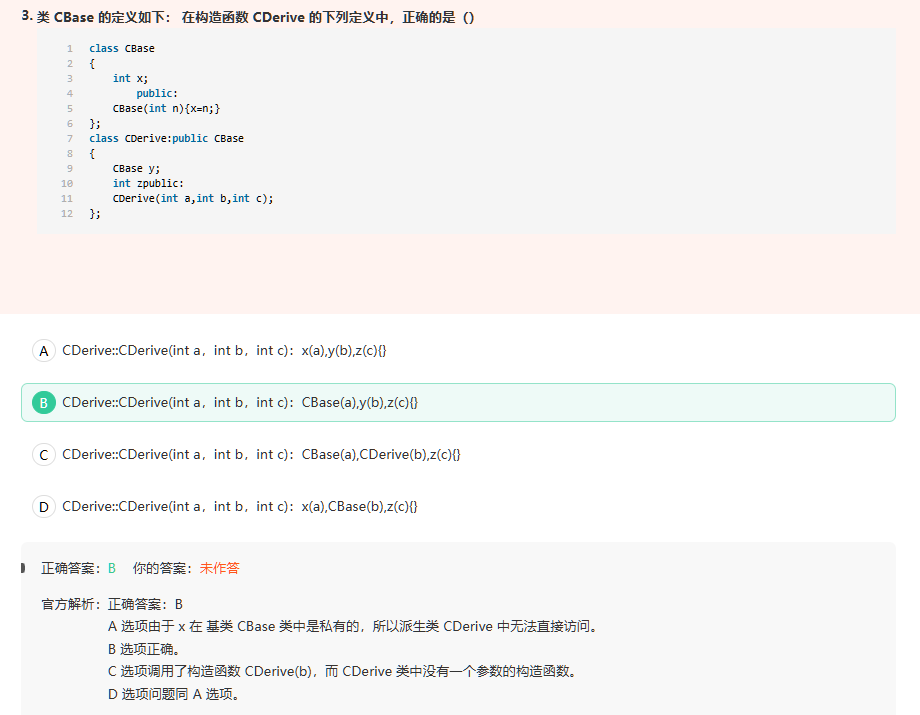 3. 类 CBase 的定义如下： 在构造函数 CDerive 的下列定义中，正确的是（）
1 class CBase
2 {
3 int x;
4 public:
5 CBase(int n){x=n;}
6 };
7 class CDerive:public CBase
8 {
9 CBase y;
10 int zpublic:
11 CDerive(int a,int b,int c);
12 };
A CDerive::CDerive(int a，int b，int c)：x(a),y(b),z(c){}
B CDerive::CDerive(int a，int b，int c)：CBase(a),y(b),z(c){}
C CDerive::CDerive(int a，int b，int c)：CBase(a),CDerive(b),z(c){}
D CDerive::CDerive(int a，int b，int c)：x(a),CBase(b),z(c){}
正确答案：B 你的答案：未作答
官方解析：正确答案：B
A 选项由于 x 在 基类 CBase 类中是私有的，所以派生类 CDerive 中无法直接访问。
B 选项正确。
C 选项调用了构造函数 CDerive(b)，而 CDerive 类中没有一个参数的构造函数。
D 选项问题同 A 选项。